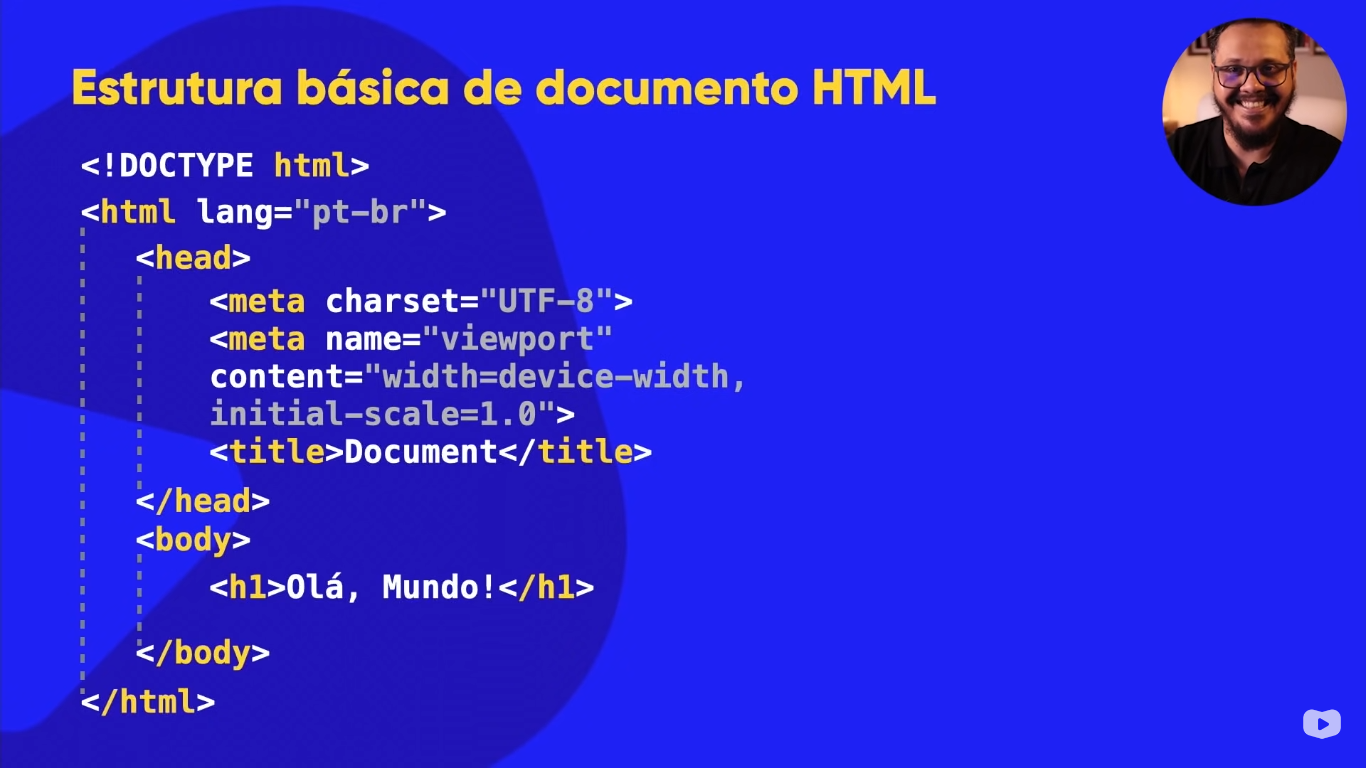 Estrutura básica de documento HTML
<!DOCTYPE html>
<html lang="pt-br">
<head>
<meta charset="UTF-8">
<meta name="viewport"
content="width=device-width,
initial-scale=1.0">
<title>Document</title>
</head>
<body>
<h1>Olá, Mundo!</h1>
</body>
</html>